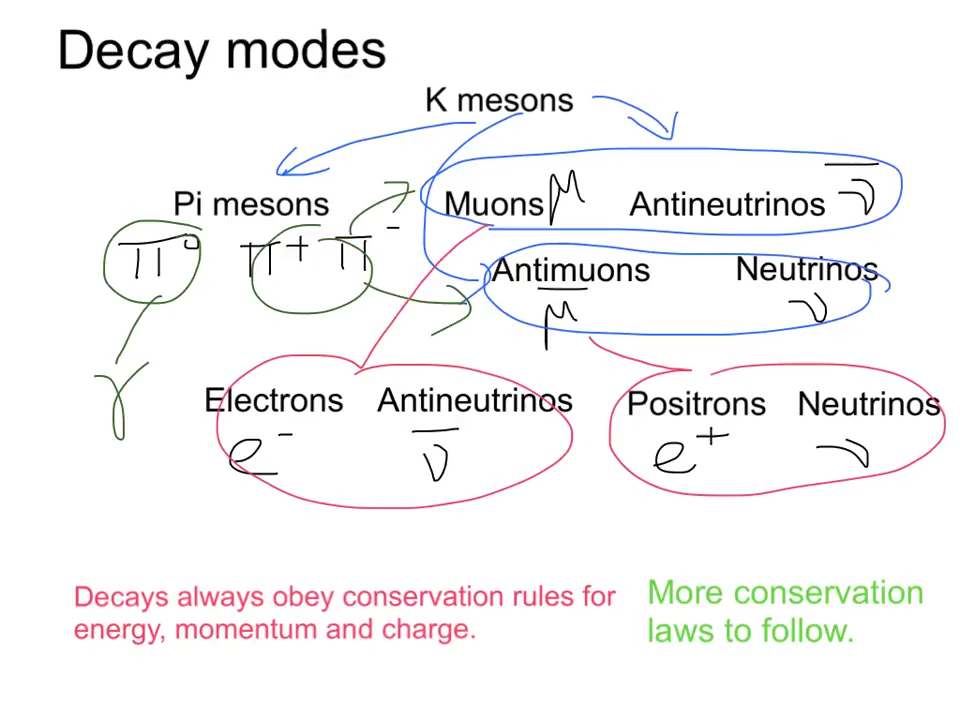 Decay modes
K mesons
Pi mesons Muons μ Antineutrinos ν̅
π⁰ π⁺ π⁻
Antimuons Neutrinos
μ̅ ν
γ
Electrons Antineutrinos Positrons Neutrinos
e⁻ ν̅ e⁺ ν
Decays always obey conservation rules for
energy, momentum and charge.
More conservation
laws to follow.